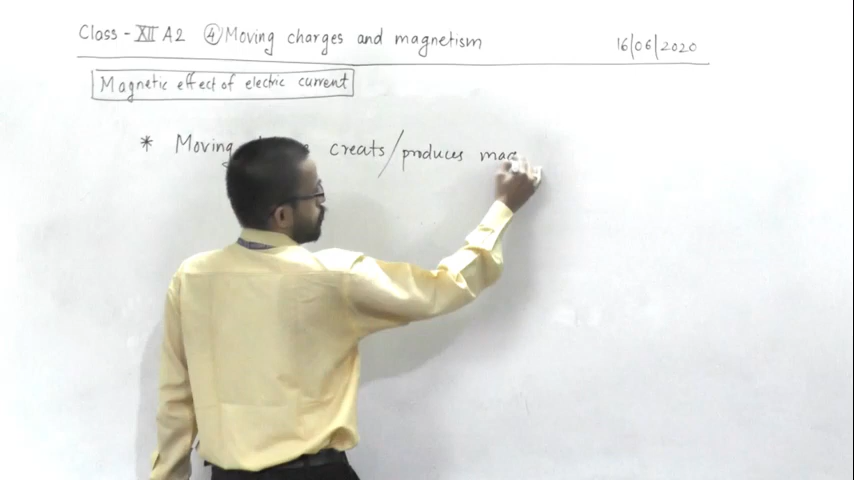 Class - XII A2 ④ Moving charges and magnetism 16/06/2020
Magnetic effect of electric current
* Moving creats/produces mag